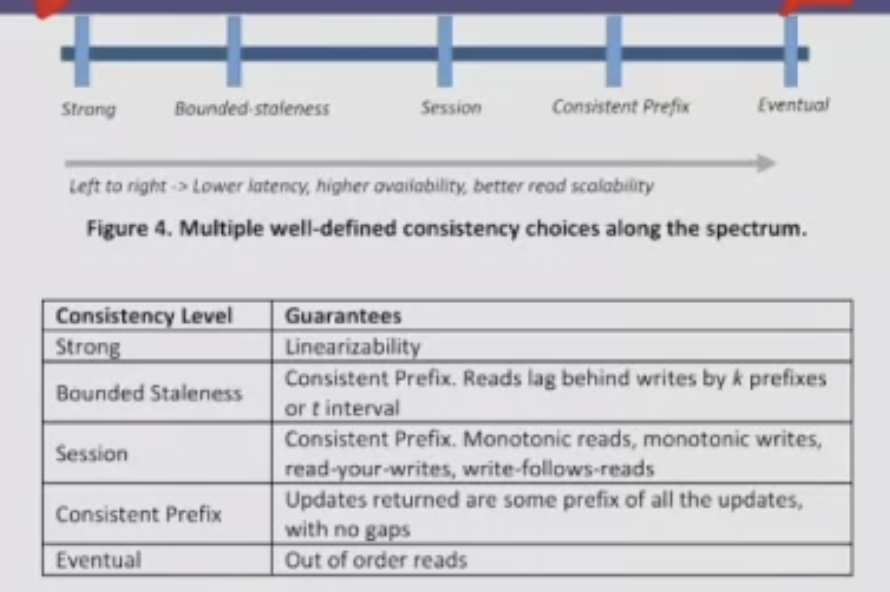 Strong Bounded-staleness Session Consistent Prefix Eventual
Left to right -> Lower latency, higher availability, better read scalability
Figure 4. Multiple well-defined consistency choices along the spectrum.
Consistency Level Guarantees
Strong Linearizability
Bounded Staleness Consistent Prefix. Reads lag behind writes by k prefixes
or t interval
Session Consistent Prefix. Monotonic reads, monotonic writes,
read-your-writes, write-follows-reads
Consistent Prefix Updates returned are some prefix of all the updates,
with no gaps
Eventual Out of order reads